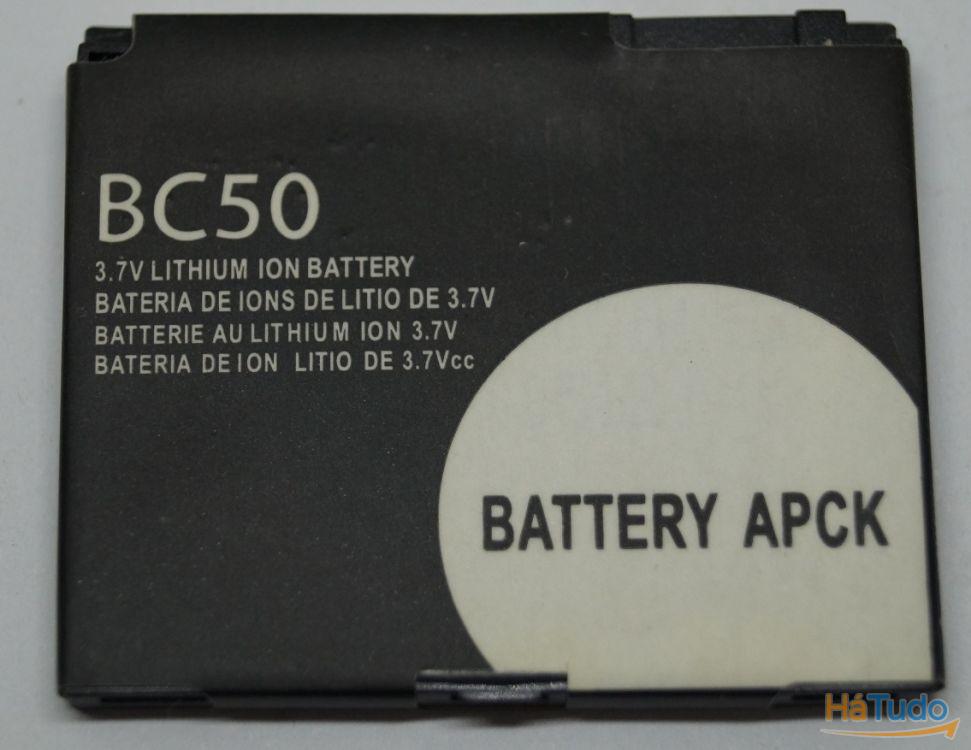 BC50
3.7V LITHIUM ION BATTERY
BATERIA DE IONS DE LITIO DE 3.7V
BATTERIE AU LITHIUM ION 3.7V
BATERIA DE ION LITIO DE 3.7Vcc
BATTERY APCK
HáTudo